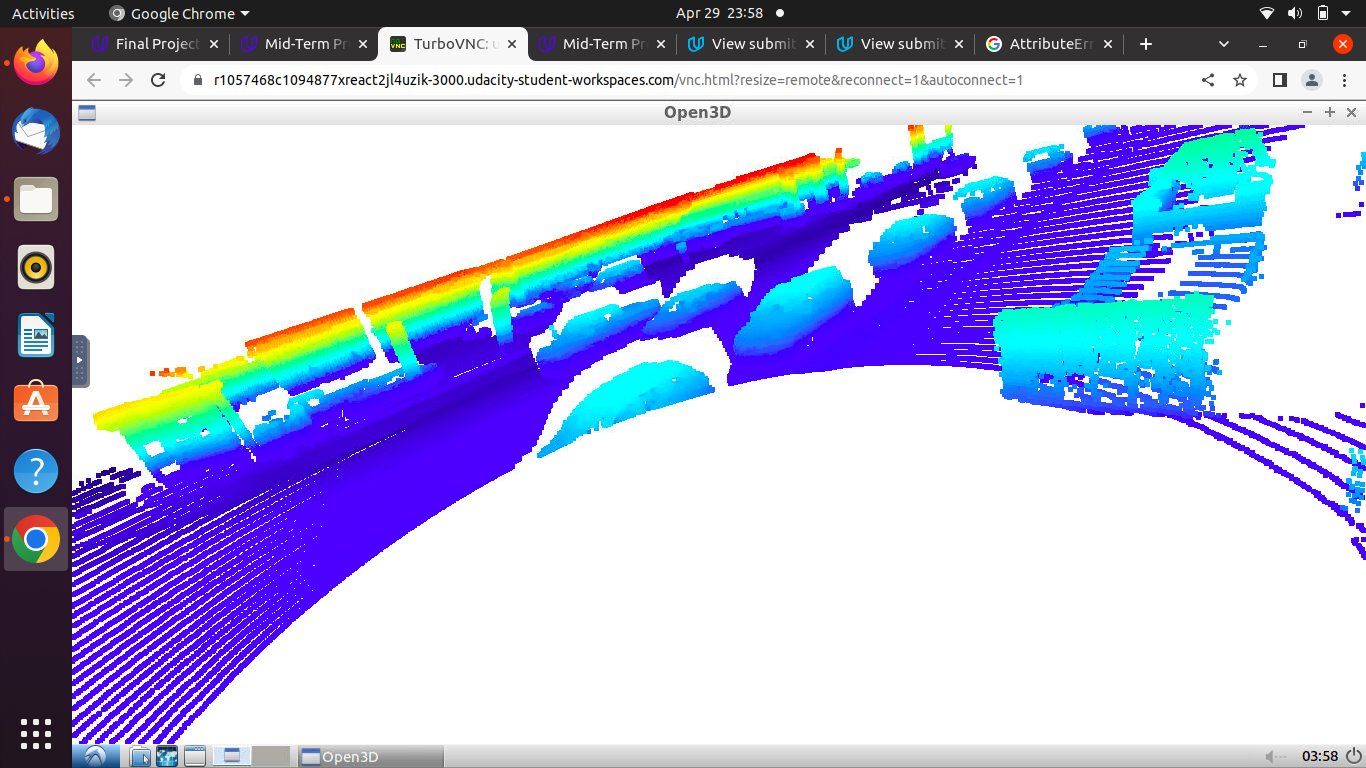 Activities
Google Chrome
Apr 29 23:58
Final Project
Mid-Term Pr
TurboVNC: u
Mid-Term Pr
View submit
View submit
AttributeErr
r1057468c1094877xreact2jl4uzik-3000.udacity-student-workspaces.com/vnc.html?resize=remote&reconnect=1&autoconnect=1
Open3D
Open3D
03:58